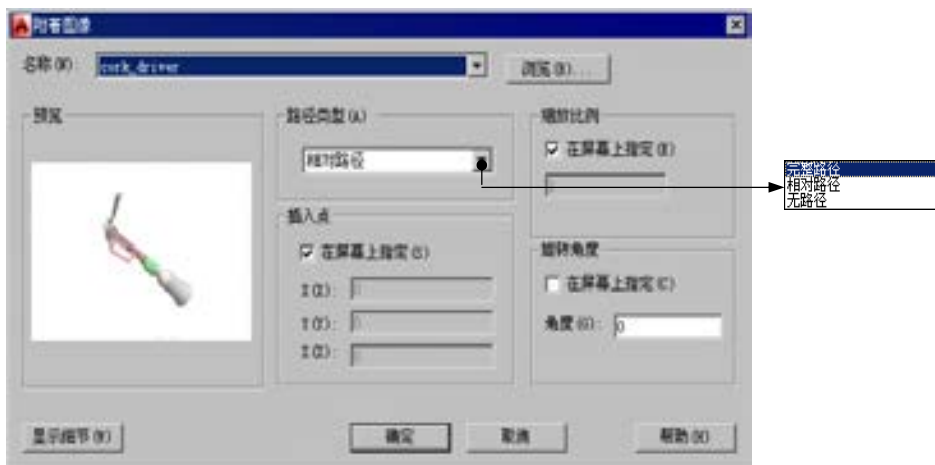 附着图像
名称(N)
cork_driver
浏览(B)...
预览
路径类型(A)
相对路径
完整路径
相对路径
无路径
缩放比例
在屏幕上指定(E)
插入点
在屏幕上指定(S)
旋转角度
在屏幕上指定(C)
角度(G): 0
显示细节
确定
取消
帮助(H)